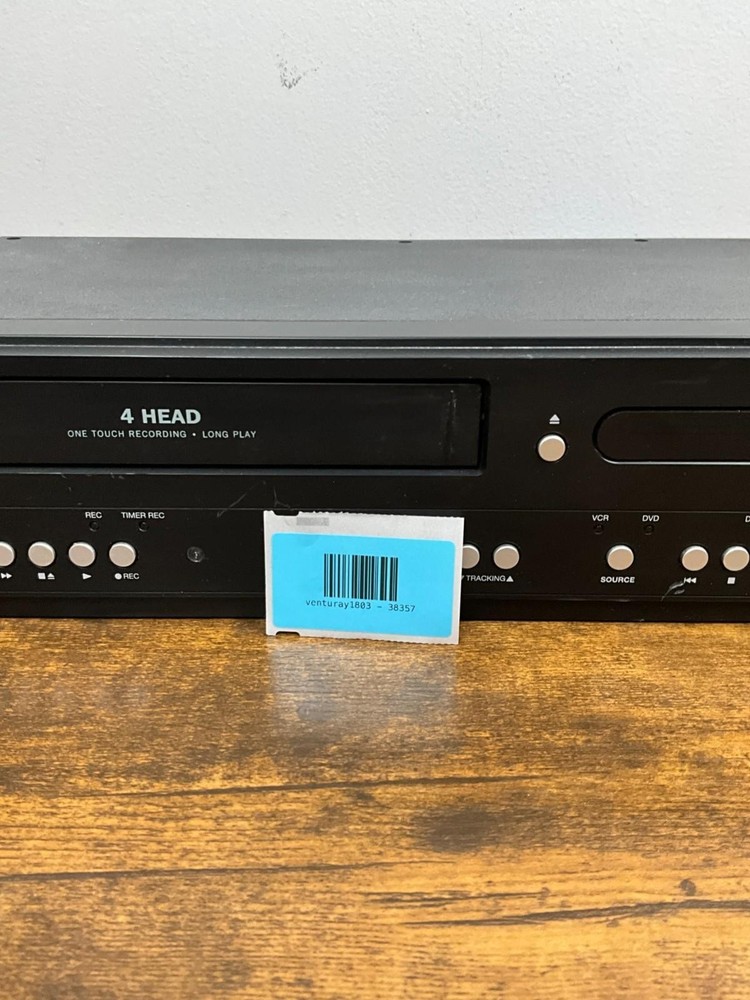 4 HEAD
ONE TOUCH RECORDING • LONG PLAY
REC TIMER REC
VCR DVD
REC
TRACKING
SOURCE
venturay1803 - 38357